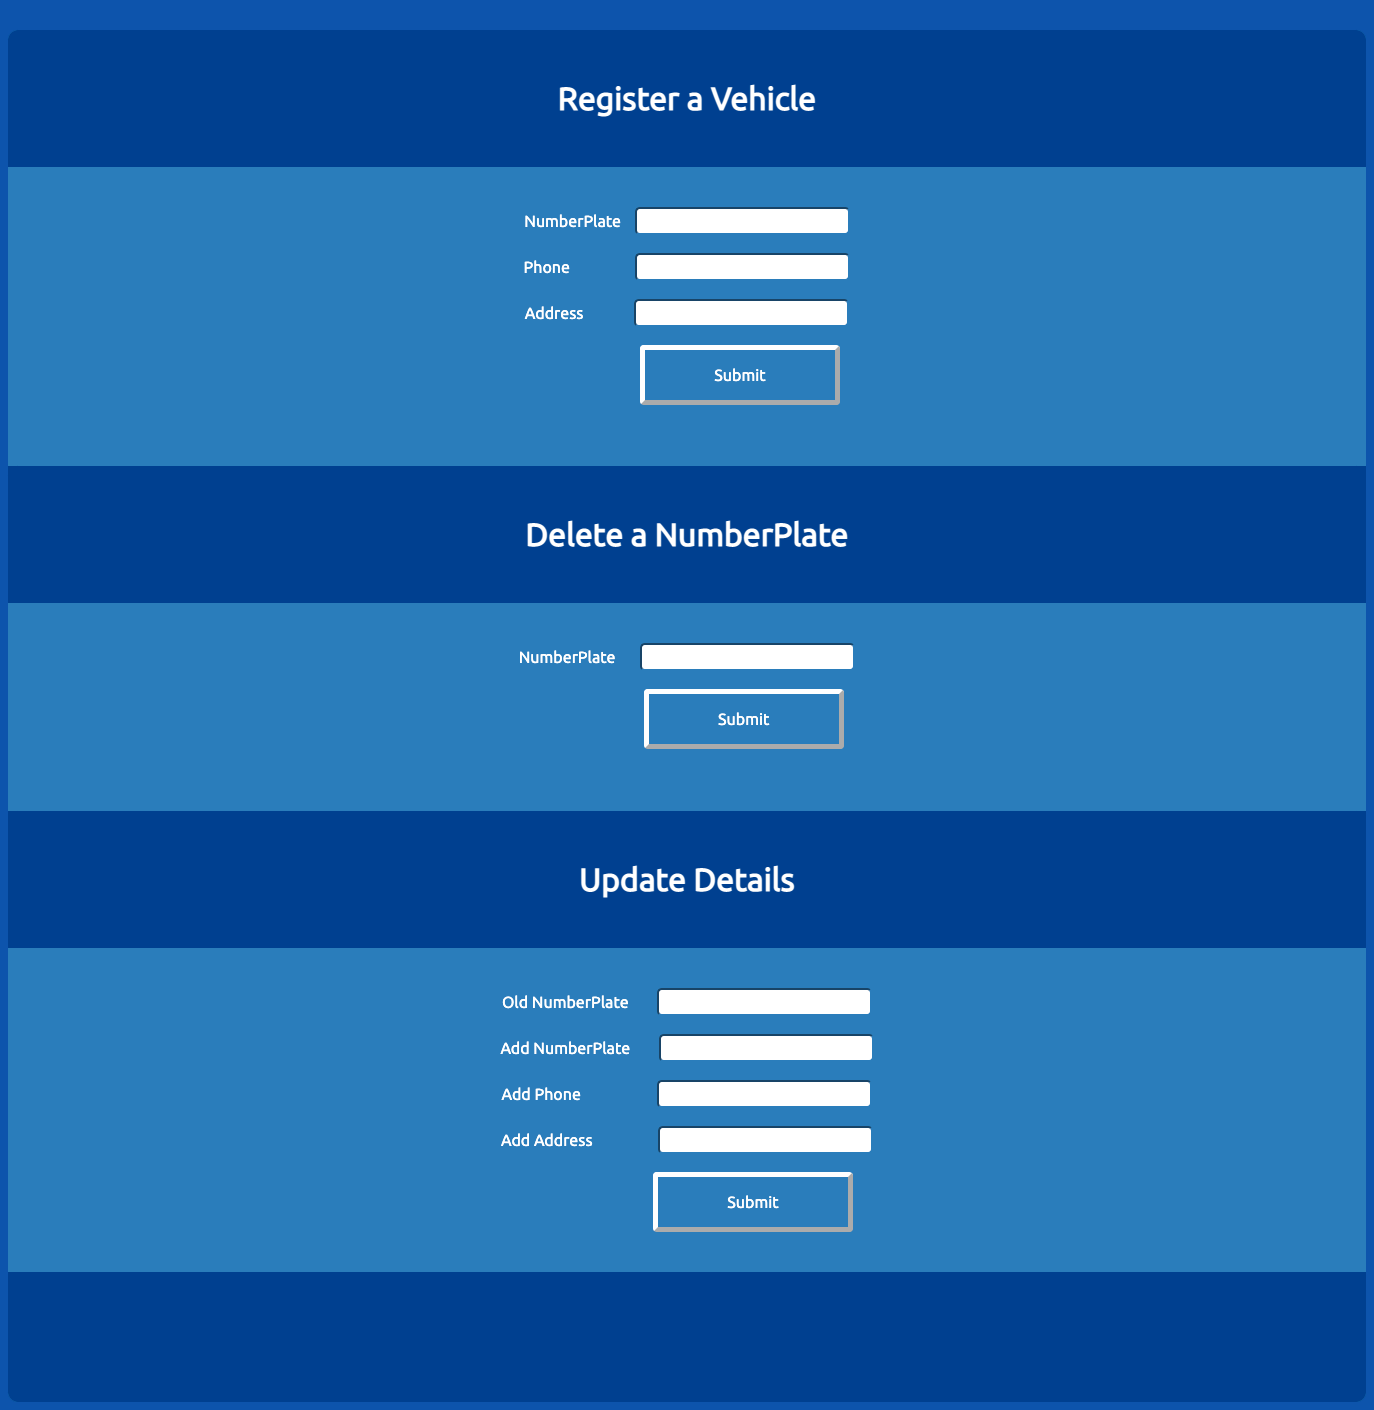 Register a Vehicle
NumberPlate
Phone
Address
Submit
Delete a NumberPlate
NumberPlate
Submit
Update Details
Old NumberPlate
Add NumberPlate
Add Phone
Add Address
Submit